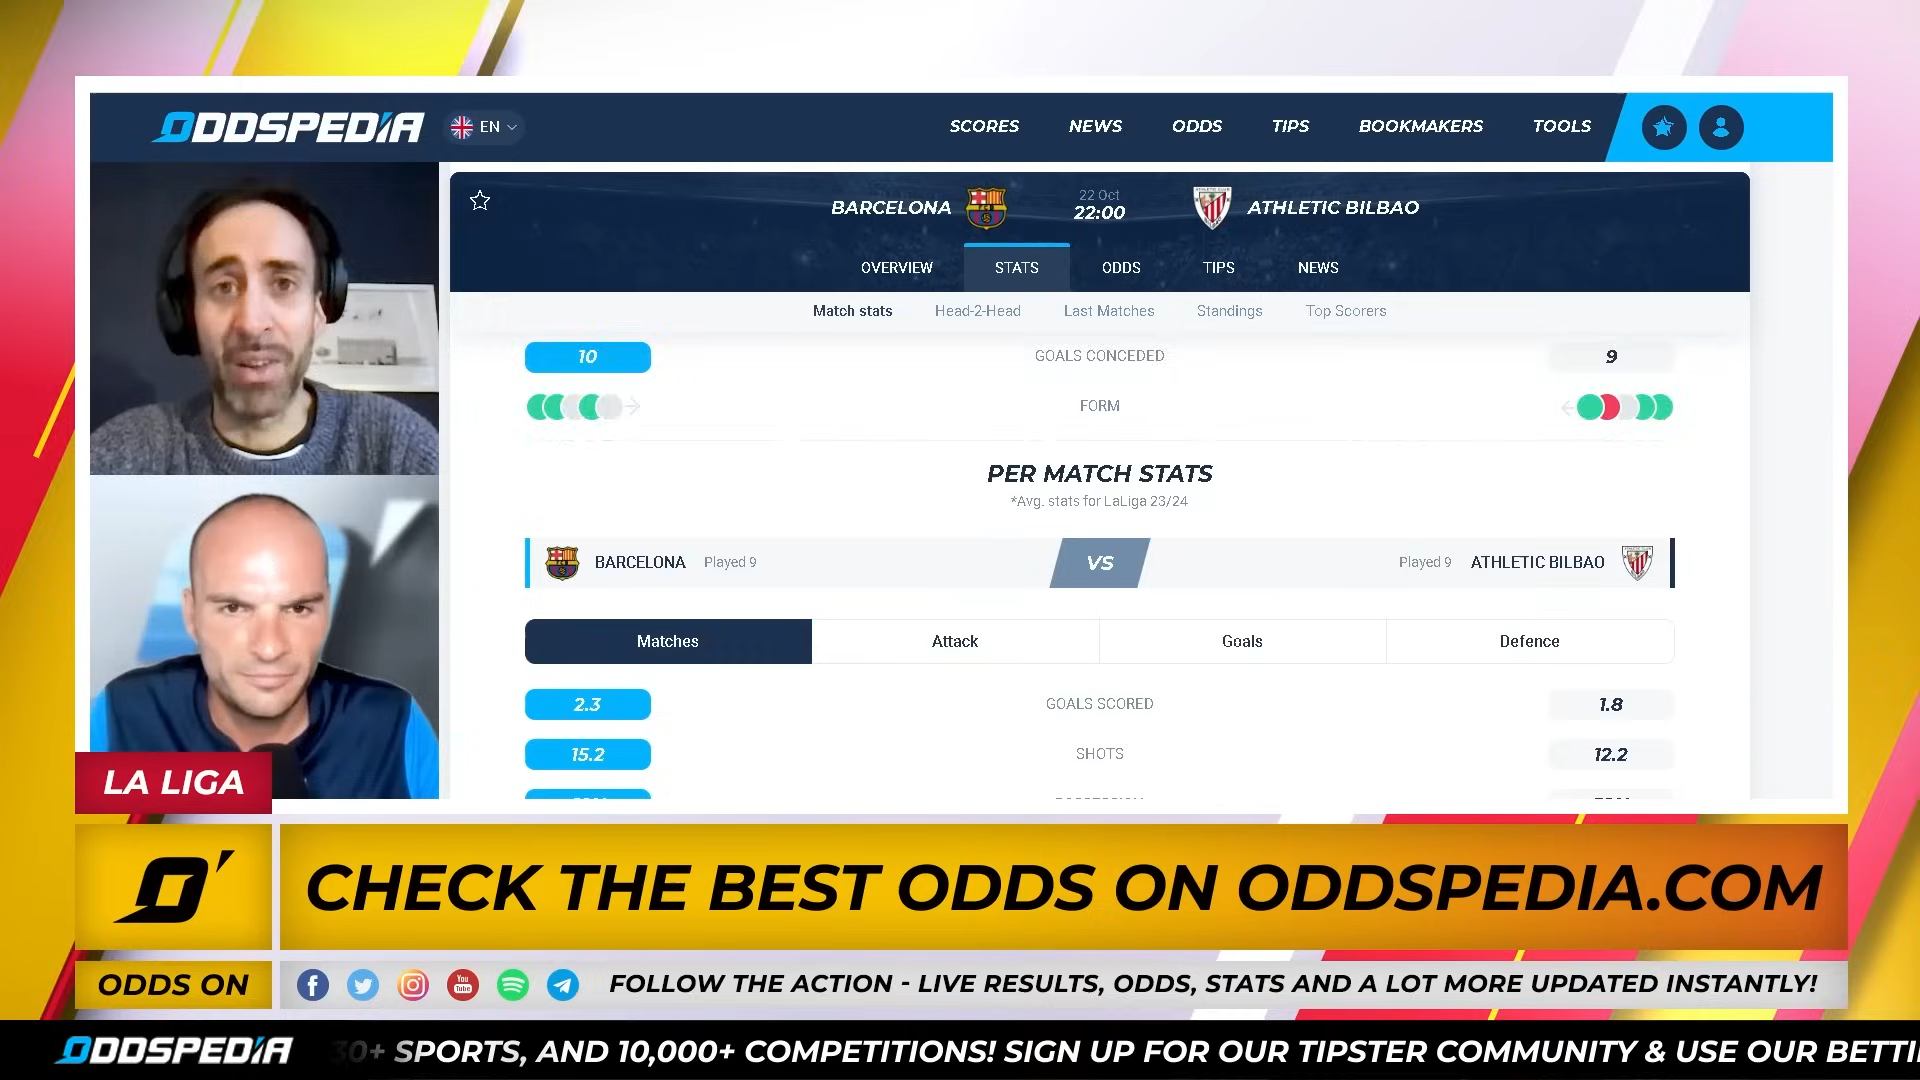 ODDSPEDIA
EN
SCORES
NEWS
ODDS
TIPS
BOOKMAKERS
TOOLS
BARCELONA
22 Oct
22:00
ATHLETIC BILBAO
OVERVIEW
STATS
ODDS
TIPS
NEWS
Match stats
Head-2-Head
Last Matches
Standings
Top Scorers
10
GOALS CONCEDED
9
FORM
PER MATCH STATS
*Avg. stats for LaLiga 23/24
BARCELONA
Played 9
VS
Played 9
ATHLETIC BILBAO
Matches
Attack
Goals
Defence
2.3
GOALS SCORED
1.8
15.2
SHOTS
12.2
LA LIGA
CHECK THE BEST ODDS ON ODDSPEDIA.COM
ODDS ON
You
Tube
FOLLOW THE ACTION - LIVE RESULTS, ODDS, STATS AND A LOT MORE UPDATED INSTANTLY!
ODDSPEDIA
30+ SPORTS, AND 10,000+ COMPETITIONS! SIGN UP FOR OUR TIPSTER COMMUNITY & USE OUR